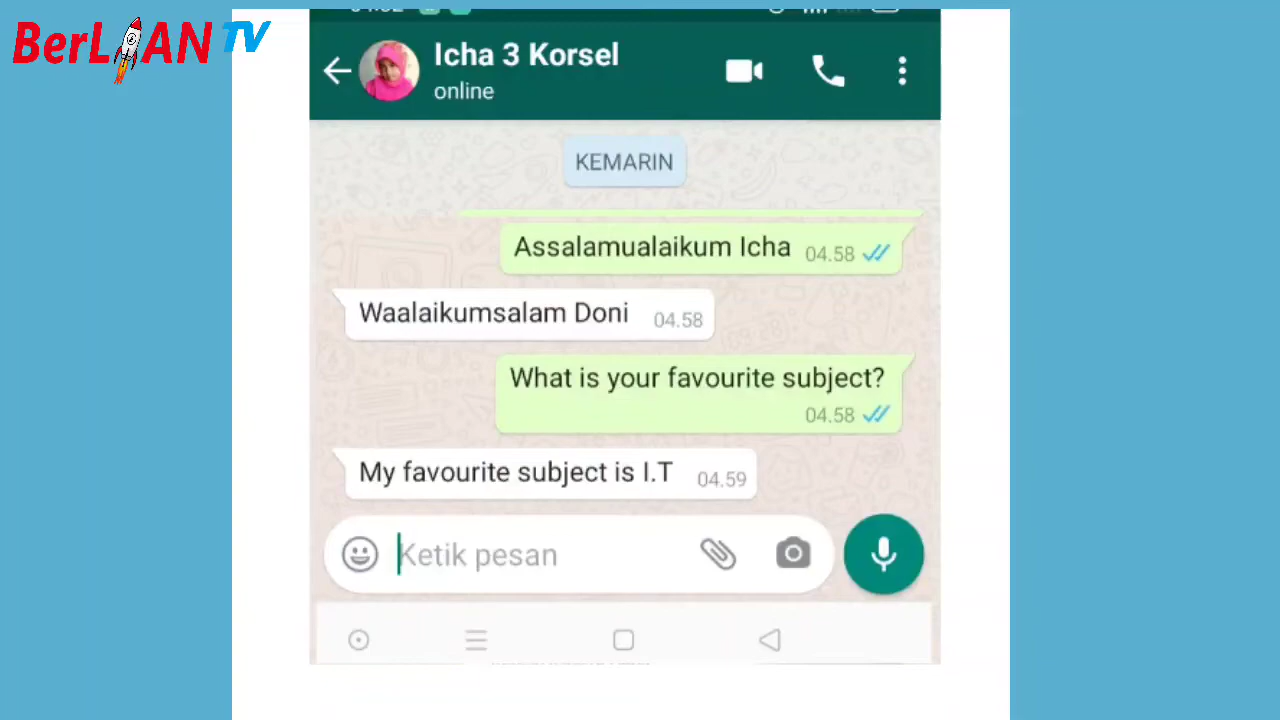 BerLIAN TV
Icha 3 Korsel
online
KEMARIN
Assalamualaikum Icha 04.58
Waalaikumsalam Doni 04.58
What is your favourite subject?
04.58
My favourite subject is I.T 04.59
Ketik pesan